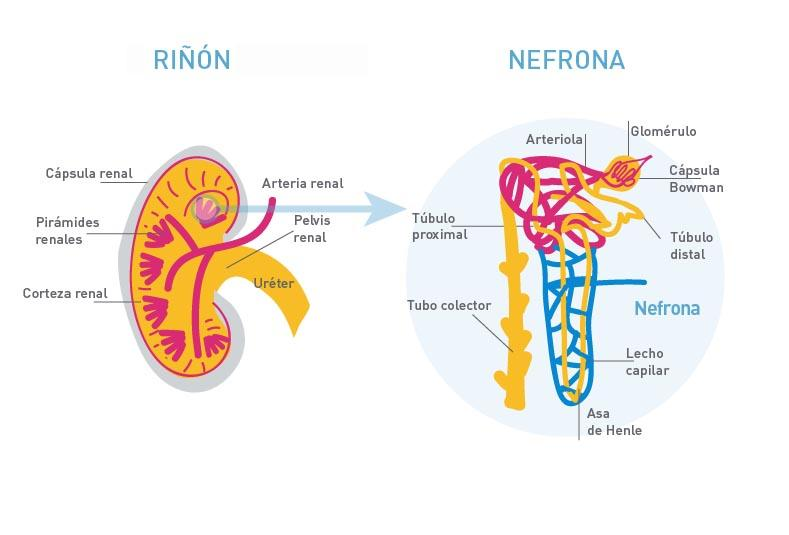 RIÑÓN
Cápsula renal
Pirámides
renales
Corteza renal
Arteria renal
Pelvis
renal
Uréter
NEFRONA
Arteriola
Glomérulo
Cápsula
Bowman
Túbulo
proximal
Túbulo
distal
Tubo colector
Nefrona
Lecho
capilar
Asa
de Henle